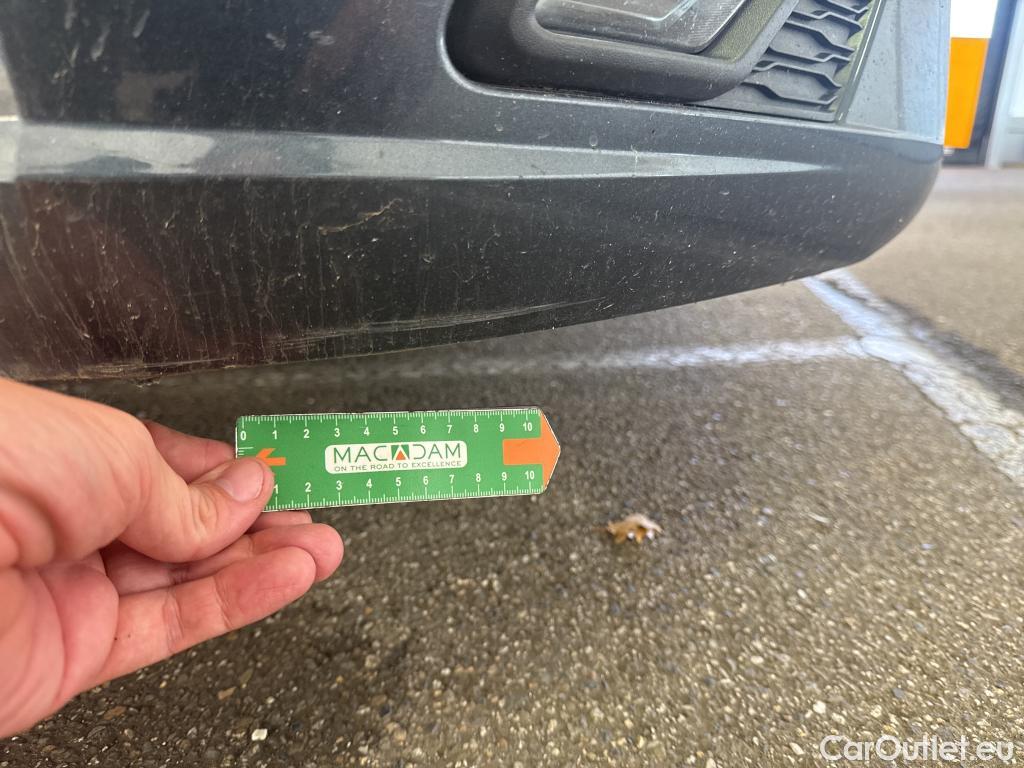 0 1 2 3 4 5 6 7 8 9 10
MACADAM
ON THE ROAD TO EXCELLENCE
1 2 3 4 5 6 7 8 9 10
CarOutlet.eu